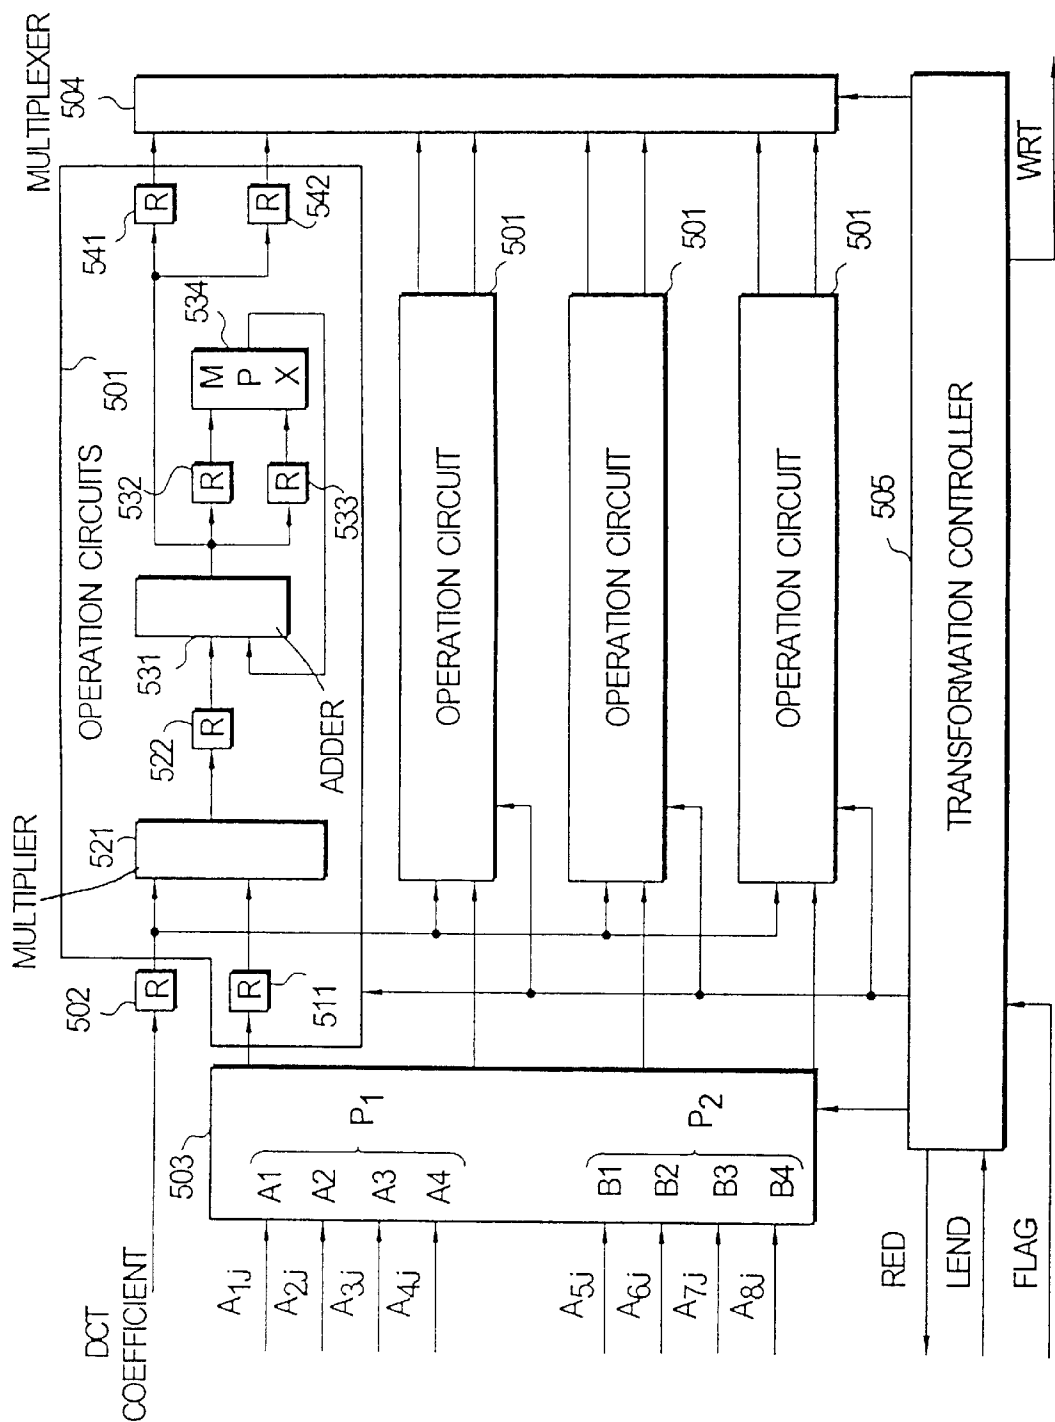 MULTIPLEXER
504
MULTIPLIER
OPERATION CIRCUITS
501
541
R
R
542
534
M
P
X
532
R
R
533
531
ADDER
522
R
521
502
R
R
511
DCT
COEFFICIENT
503
A1
A2
A3
A4
P1
B1
B2
B3
B4
P2
A1j
A2j
A3j
A4j
A5j
A6j
A7j
A8j
OPERATION CIRCUIT
501
OPERATION CIRCUIT
501
OPERATION CIRCUIT
501
505
TRANSFORMATION CONTROLLER
RED
LEND
FLAG
WRT